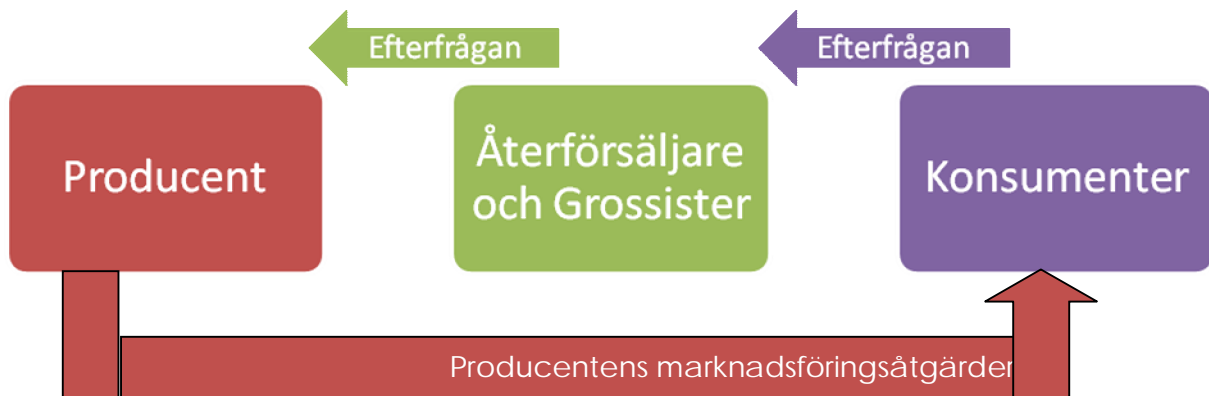 Efterfrågan
Efterfrågan
Producent
Återförsäljare
och Grossister
Konsumenter
Producentens marknadsföringsåtgärder